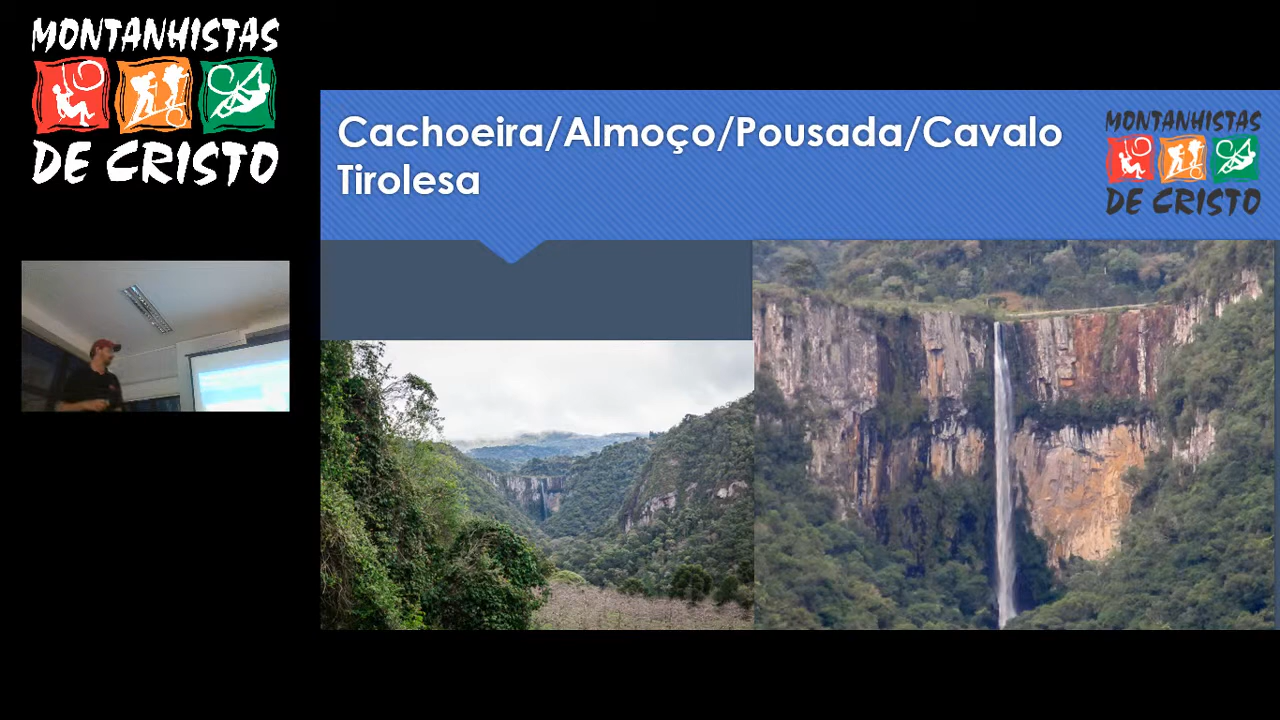 MONTANHISTAS
DE CRISTO
Cachoeira/Almoço/Pousada/Cavalo
Tirolesa
MONTANHISTAS
DE CRISTO